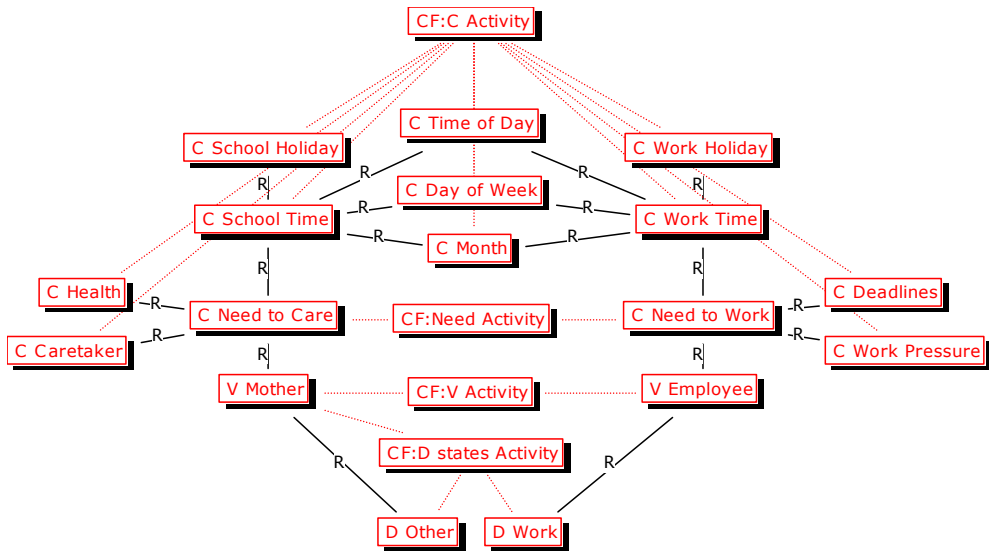 CF:C Activity
C Time of Day
C School Holiday
C Work Holiday
R
R
R
R
C Day of Week
C School Time
R
R
C Work Time
R
R
C Month
R
R
C Health
R
R
C Deadlines
C Need to Care
CF:Need Activity
C Need to Work
C Caretaker
R
R
C Work Pressure
R
R
V Mother
CF:V Activity
V Employee
CF:D states Activity
R
R
D Other
D Work